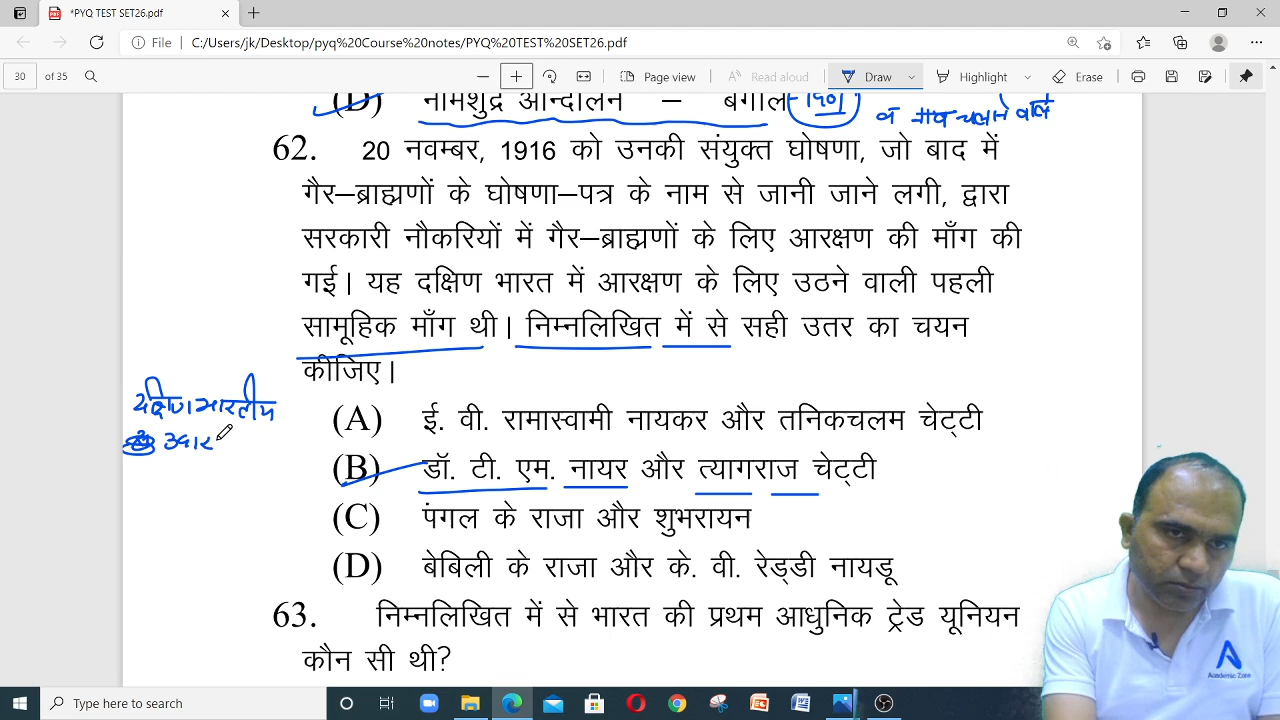 *PYQ TEST SET26.pdf
File C:/Users/jk/Desktop/pyq%20Course%20notes/PYQ%20TEST%20SET26.pdf
30 of 35 Page view Read aloud Draw Highlight Erase
(D) नामशुद्र आन्दोलन – बंगाल
62. 20 नवम्बर, 1916 को उनकी संयुक्त घोषणा, जो बाद में
गैर–ब्राह्मणों के घोषणा–पत्र के नाम से जानी जाने लगी, द्वारा
सरकारी नौकरियों में गैर–ब्राह्मणों के लिए आरक्षण की माँग की
गई। यह दक्षिण भारत में आरक्षण के लिए उठने वाली पहली
सामूहिक माँग थी। निम्नलिखित में से सही उतर का चयन
कीजिए।
दक्षिण भारतीय
उदार
(A) ई. वी. रामास्वामी नायकर और तनिकचलम चेट्टी
(B) डॉ. टी. एम. नायर और त्यागराज चेट्टी
(C) पंगल के राजा और शुभरायन
(D) बेबिली के राजा और के. वी. रेड्डी नायडू
63. निम्नलिखित में से भारत की प्रथम आधुनिक ट्रेड यूनियन
कौन सी थी?
Academic Zone
Type here to search